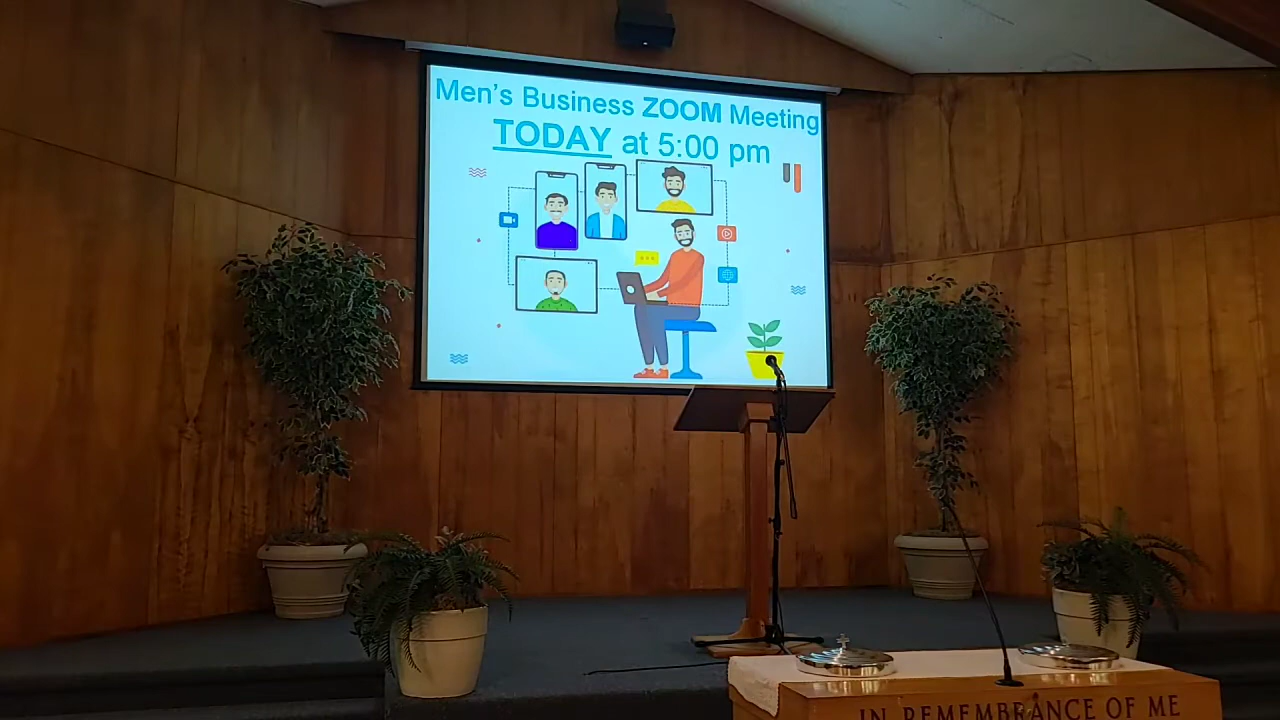 Men's Business ZOOM Meeting
TODAY at 5:00 pm
IN REMEMBRANCE OF ME